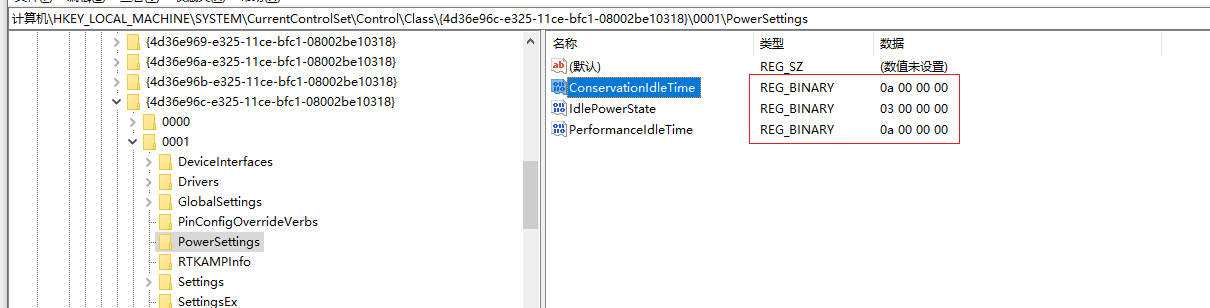 计算机\HKEY_LOCAL_MACHINE\SYSTEM\CurrentControlSet\Control\Class\{4d36e96c-e325-11ce-bfc1-08002be10318}\0001\PowerSettings
{4d36e969-e325-11ce-bfc1-08002be10318}
{4d36e96a-e325-11ce-bfc1-08002be10318}
{4d36e96b-e325-11ce-bfc1-08002be10318}
{4d36e96c-e325-11ce-bfc1-08002be10318}
0000
0001
DeviceInterfaces
Drivers
GlobalSettings
PinConfigOverrideVerbs
PowerSettings
RTKAMPInfo
Settings
SettingsEx
名称 类型 数据
ab (默认) REG_SZ (数值未设置)
ConservationIdleTime REG_BINARY 0a 00 00 00
IdlePowerState REG_BINARY 03 00 00 00
PerformanceIdleTime REG_BINARY 0a 00 00 00